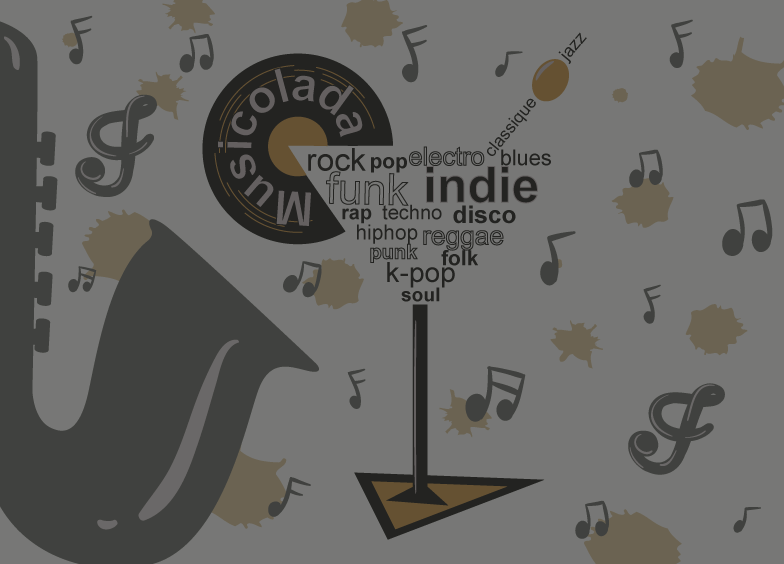 Musicolada
jazz
classique
rock pop electro blues
funk indie
rap techno disco
hiphop reggae
punk folk
k-pop
soul